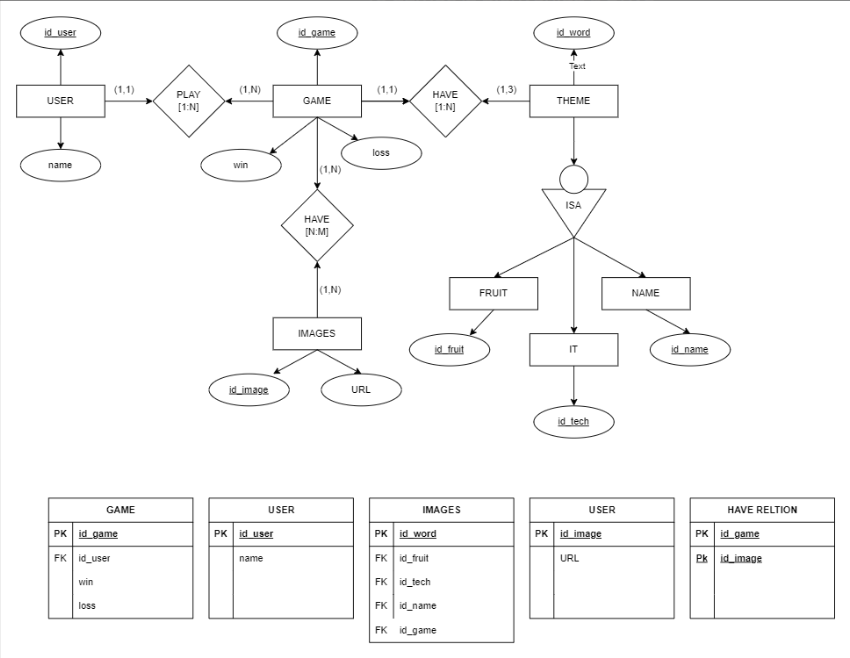 id_user
id_game
id_word
Text
USER
(1,1)
PLAY
[1:N]
(1,N)
GAME
(1,1)
HAVE
[1:N]
(1,3)
THEME
name
win
loss
(1,N)
ISA
HAVE
[N:M]
(1,N)
FRUIT
NAME
IMAGES
id_fruit
IT
id_name
id_image
URL
id_tech
GAME
PK id_game
FK id_user
win
loss
USER
PK id_user
name
IMAGES
PK id_word
FK id_fruit
FK id_tech
FK id_name
FK id_game
USER
PK id_image
URL
HAVE RELTION
PK id_game
Pk id_image